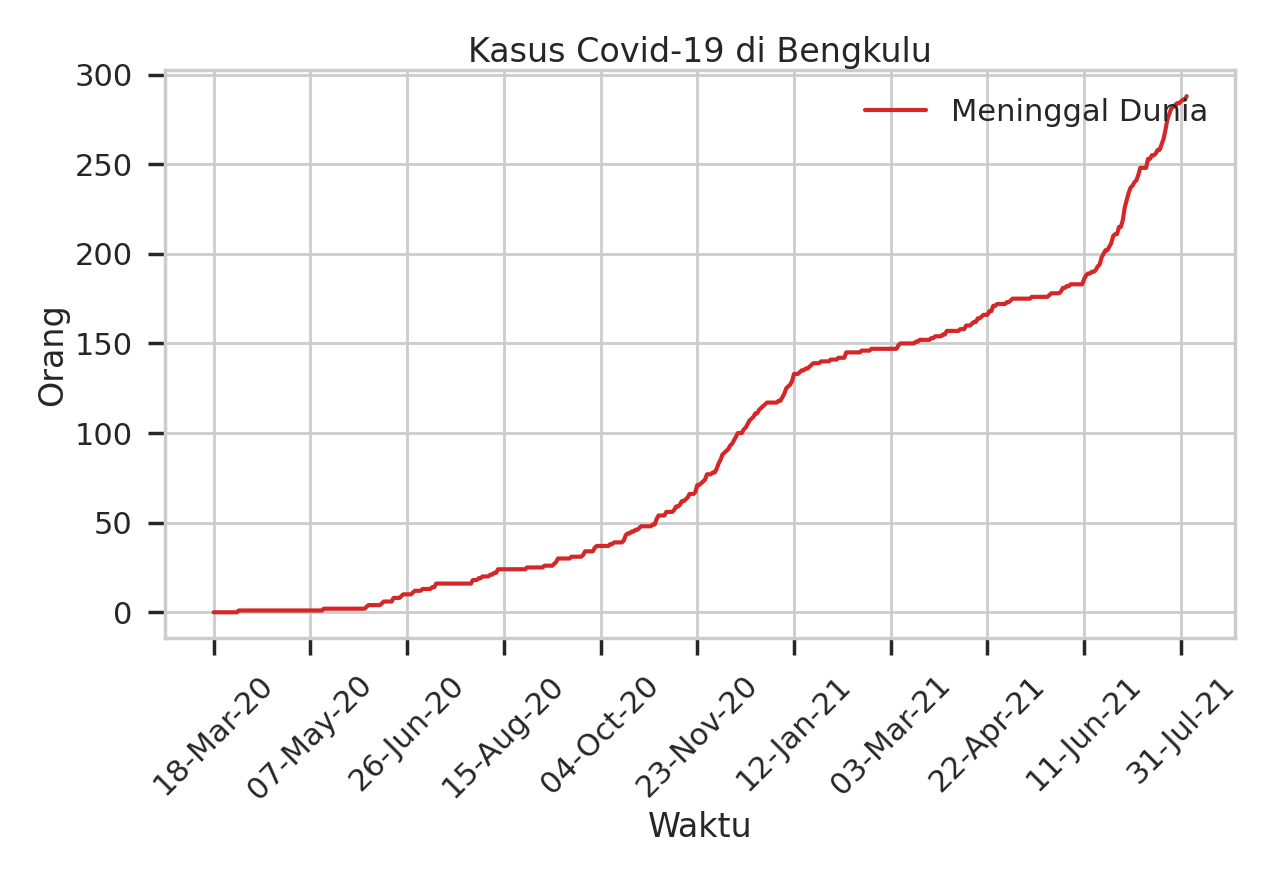 Kasus Covid-19 di Bengkulu
Meninggal Dunia
300
250
200
150
100
50
0
Orang
18-Mar-20
07-May-20
26-Jun-20
15-Aug-20
04-Oct-20
23-Nov-20
12-Jan-21
03-Mar-21
22-Apr-21
11-Jun-21
31-Jul-21
Waktu